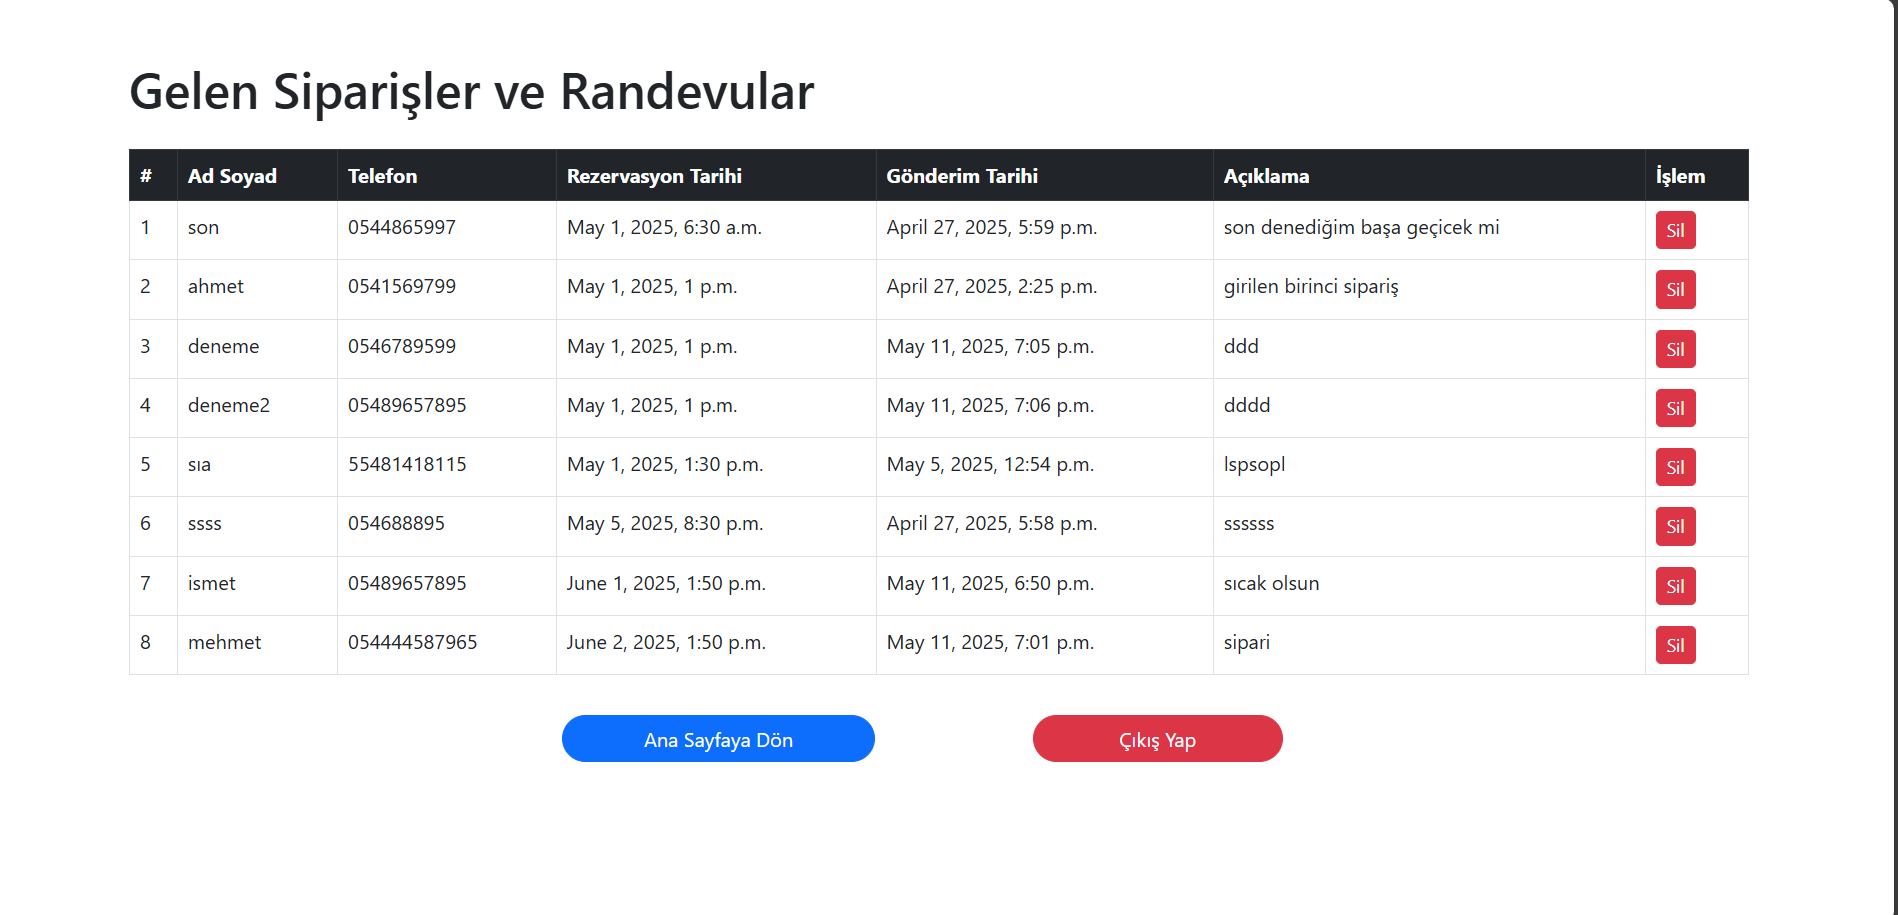 Gelen Siparişler ve Randevular
# Ad Soyad Telefon Rezervasyon Tarihi Gönderim Tarihi Açıklama İşlem
1 son 0544865997 May 1, 2025, 6:30 a.m. April 27, 2025, 5:59 p.m. son denediğim başa geçicek mi Sil
2 ahmet 0541569799 May 1, 2025, 1 p.m. April 27, 2025, 2:25 p.m. girilen birinci sipariş Sil
3 deneme 0546789599 May 1, 2025, 1 p.m. May 11, 2025, 7:05 p.m. ddd Sil
4 deneme2 05489657895 May 1, 2025, 1 p.m. May 11, 2025, 7:06 p.m. dddd Sil
5 sıa 55481418115 May 1, 2025, 1:30 p.m. May 5, 2025, 12:54 p.m. lspsopl Sil
6 ssss 054688895 May 5, 2025, 8:30 p.m. April 27, 2025, 5:58 p.m. ssssss Sil
7 ismet 05489657895 June 1, 2025, 1:50 p.m. May 11, 2025, 6:50 p.m. sıcak olsun Sil
8 mehmet 054444587965 June 2, 2025, 1:50 p.m. May 11, 2025, 7:01 p.m. sipari Sil
Ana Sayfaya Dön Çıkış Yap